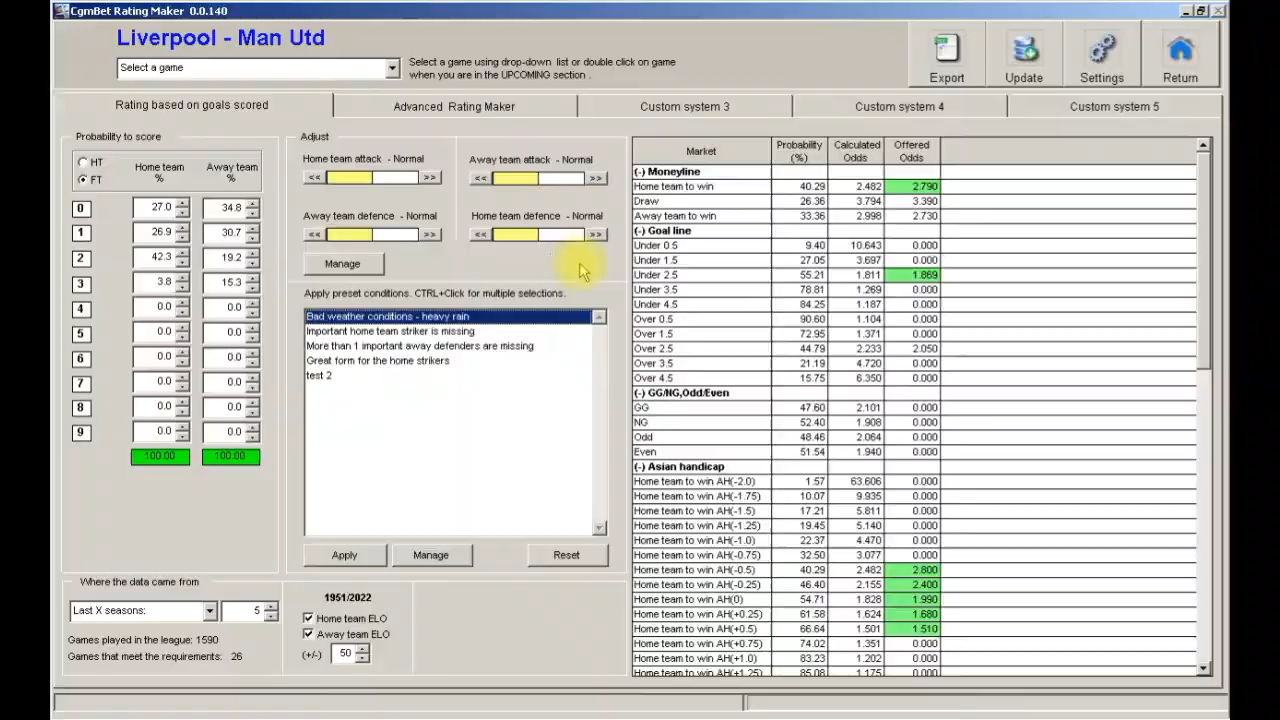 CgmBet Rating Maker 0.0.140
Liverpool - Man Utd
Select a game
Select a game using drop-down list or double click on game
when you are in the UPCOMING section .
Export
Update
Settings
Return
Rating based on goals scored
Advanced Rating Maker
Custom system 3
Custom system 4
Custom system 5
Probability to score
HT
FT
Home team
%
Away team
%
0 27.0 34.8
1 26.9 30.7
2 42.3 19.2
3 3.8 15.3
4 0.0 0.0
5 0.0 0.0
6 0.0 0.0
7 0.0 0.0
8 0.0 0.0
9 0.0 0.0
100.00 100.00
Where the data came from
Last X seasons: 5
Games played in the league: 1590
Games that meet the requirements: 26
Adjust
Home team attack - Normal
<< >>
Away team attack - Normal
<< >>
Away team defence - Normal
<< >>
Home team defence - Normal
<< >>
Manage
Apply preset conditions. CTRL+Click for multiple selections.
Bad weather conditions - heavy rain
Important home team striker is missing
More than 1 important away defenders are missing
Great form for the home strikers
test 2
Apply
Manage
Reset
1951/2022
Home team ELO
Away team ELO
(+/-) 50
Market Probability (%) Calculated Odds Offered Odds
(-) Moneyline
Home team to win 40.29 2.482 2.790
Draw 26.36 3.794 3.390
Away team to win 33.36 2.998 2.730
(-) Goal line
Under 0.5 9.40 10.643 0.000
Under 1.5 27.05 3.697 0.000
Under 2.5 55.21 1.811 1.869
Under 3.5 78.81 1.269 0.000
Under 4.5 84.25 1.187 0.000
Over 0.5 90.60 1.104 0.000
Over 1.5 72.95 1.371 0.000
Over 2.5 44.79 2.233 2.050
Over 3.5 21.19 4.720 0.000
Over 4.5 15.75 6.350 0.000
(-) GG/NG,Odd/Even
GG 47.60 2.101 0.000
NG 52.40 1.908 0.000
Odd 48.46 2.064 0.000
Even 51.54 1.940 0.000
(-) Asian handicap
Home team to win AH(-2.0) 1.57 63.606 0.000
Home team to win AH(-1.75) 10.07 9.935 0.000
Home team to win AH(-1.5) 17.21 5.811 0.000
Home team to win AH(-1.25) 19.45 5.140 0.000
Home team to win AH(-1.0) 22.37 4.470 0.000
Home team to win AH(-0.75) 32.50 3.077 0.000
Home team to win AH(-0.5) 40.29 2.482 2.800
Home team to win AH(-0.25) 46.40 2.155 2.400
Home team to win AH(0) 54.71 1.828 1.990
Home team to win AH(+0.25) 61.58 1.624 1.680
Home team to win AH(+0.5) 66.64 1.501 1.510
Home team to win AH(+0.75) 74.02 1.351 0.000
Home team to win AH(+1.0) 83.23 1.202 0.000
Home team to win AH(+1.25) 85.08 1.175 0.000